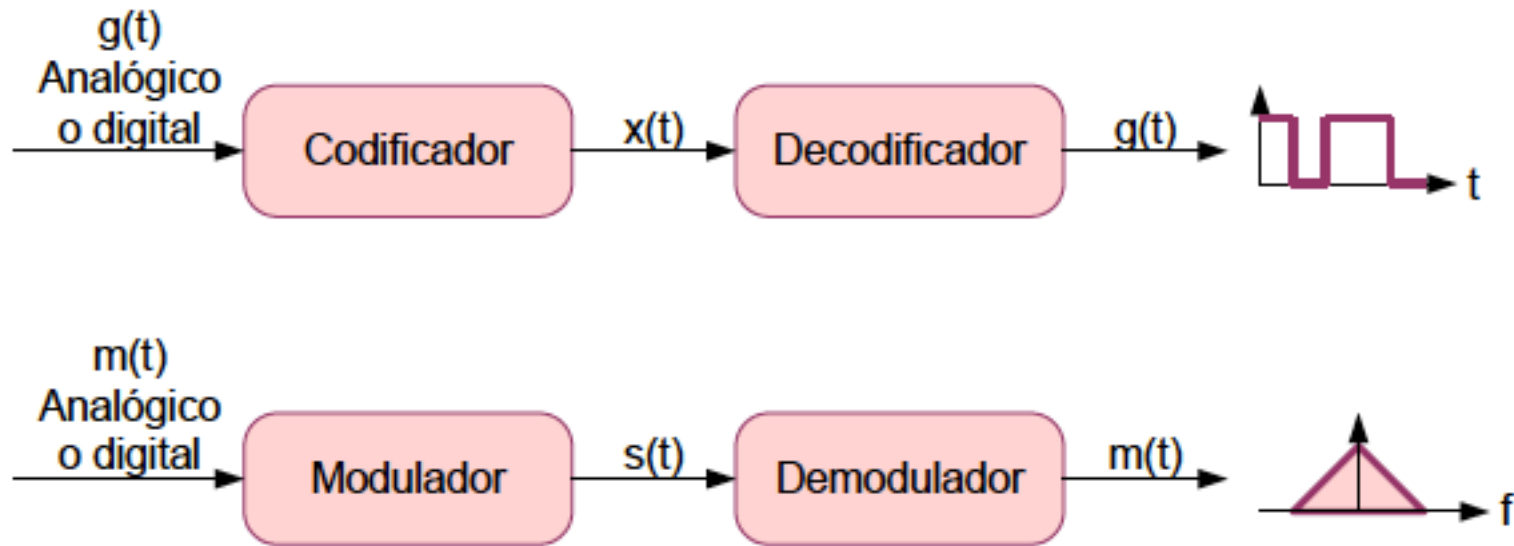 g(t)
Analógico
o digital
Codificador
x(t)
Decodificador
g(t)
t
m(t)
Analógico
o digital
Modulador
s(t)
Demodulador
m(t)
f